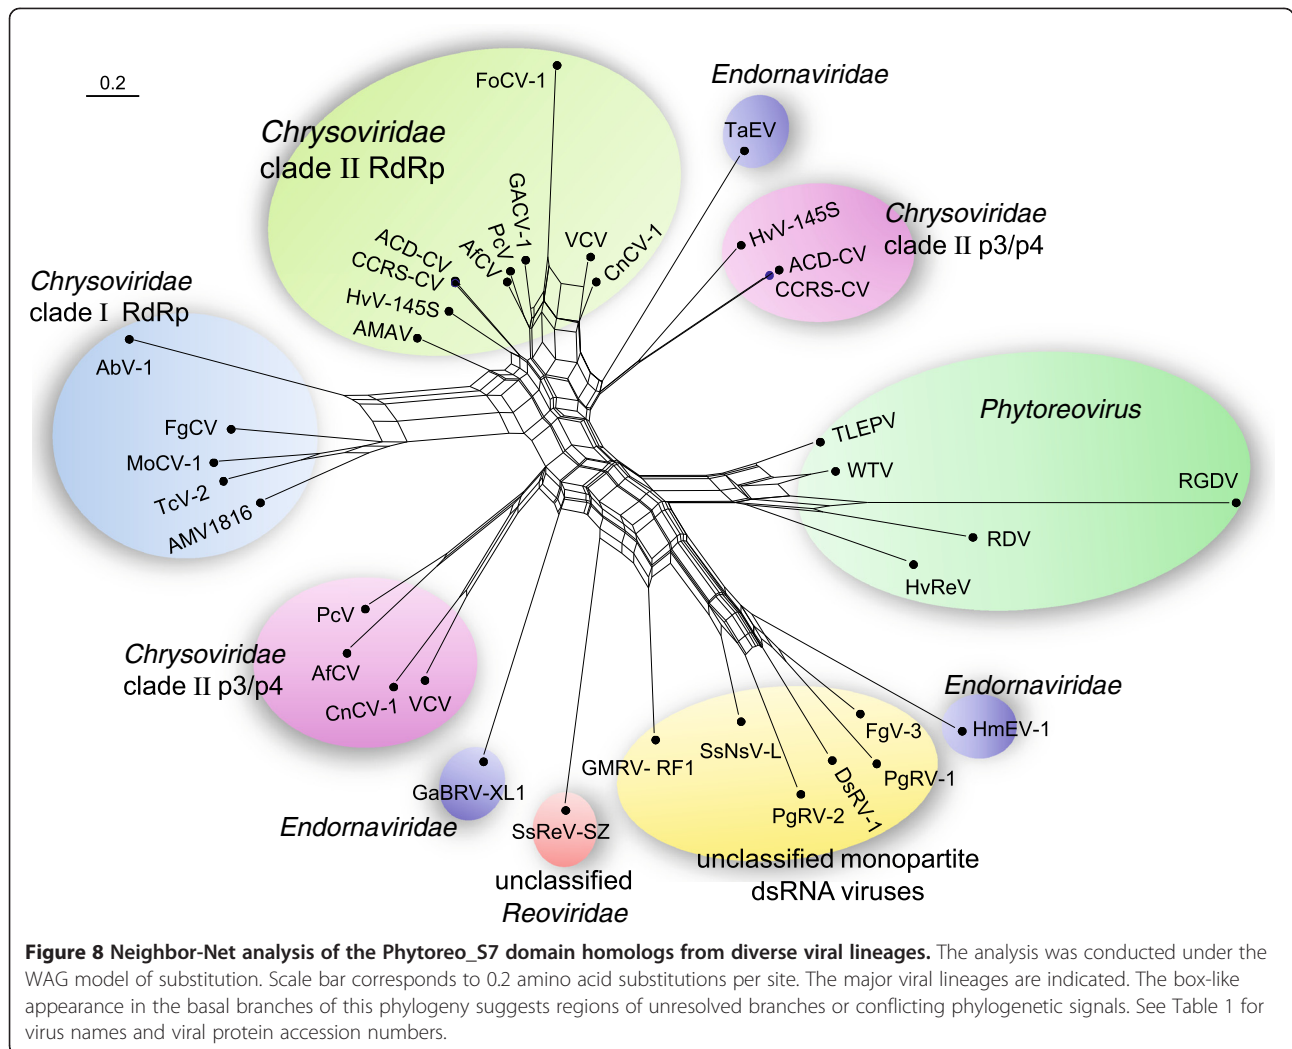 0.2
FoCV-1
Endornaviridae
TaEV
Chrysoviridae
clade II RdRp
GACV-1
PcV
AfCV
ACD-CV
CCRS-CV
HvV-145S
AMAV
VCV
CnCV-1
HvV-145S
ACD-CV
CCRS-CV
Chrysoviridae
clade II p3/p4
Chrysoviridae
clade I RdRp
AbV-1
FgCV
MoCV-1
TcV-2
AMV1816
Phytoreovirus
TLEPV
WTV
RGDV
RDV
HvReV
PcV
AfCV
CnCV-1
VCV
Chrysoviridae
clade II p3/p4
GaBRV-XL1
Endornaviridae
SsReV-SZ
unclassified
Reoviridae
GMRV- RF1
SsNsV-L
PgRV-2
DsRV-1
FgV-3
PgRV-1
unclassified monopartite
dsRNA viruses
Endornaviridae
HmEV-1
Figure 8 Neighbor-Net analysis of the Phytoreo_S7 domain homologs from diverse viral lineages. The analysis was conducted under the
WAG model of substitution. Scale bar corresponds to 0.2 amino acid substitutions per site. The major viral lineages are indicated. The box-like
appearance in the basal branches of this phylogeny suggests regions of unresolved branches or conflicting phylogenetic signals. See Table 1 for
virus names and viral protein accession numbers.